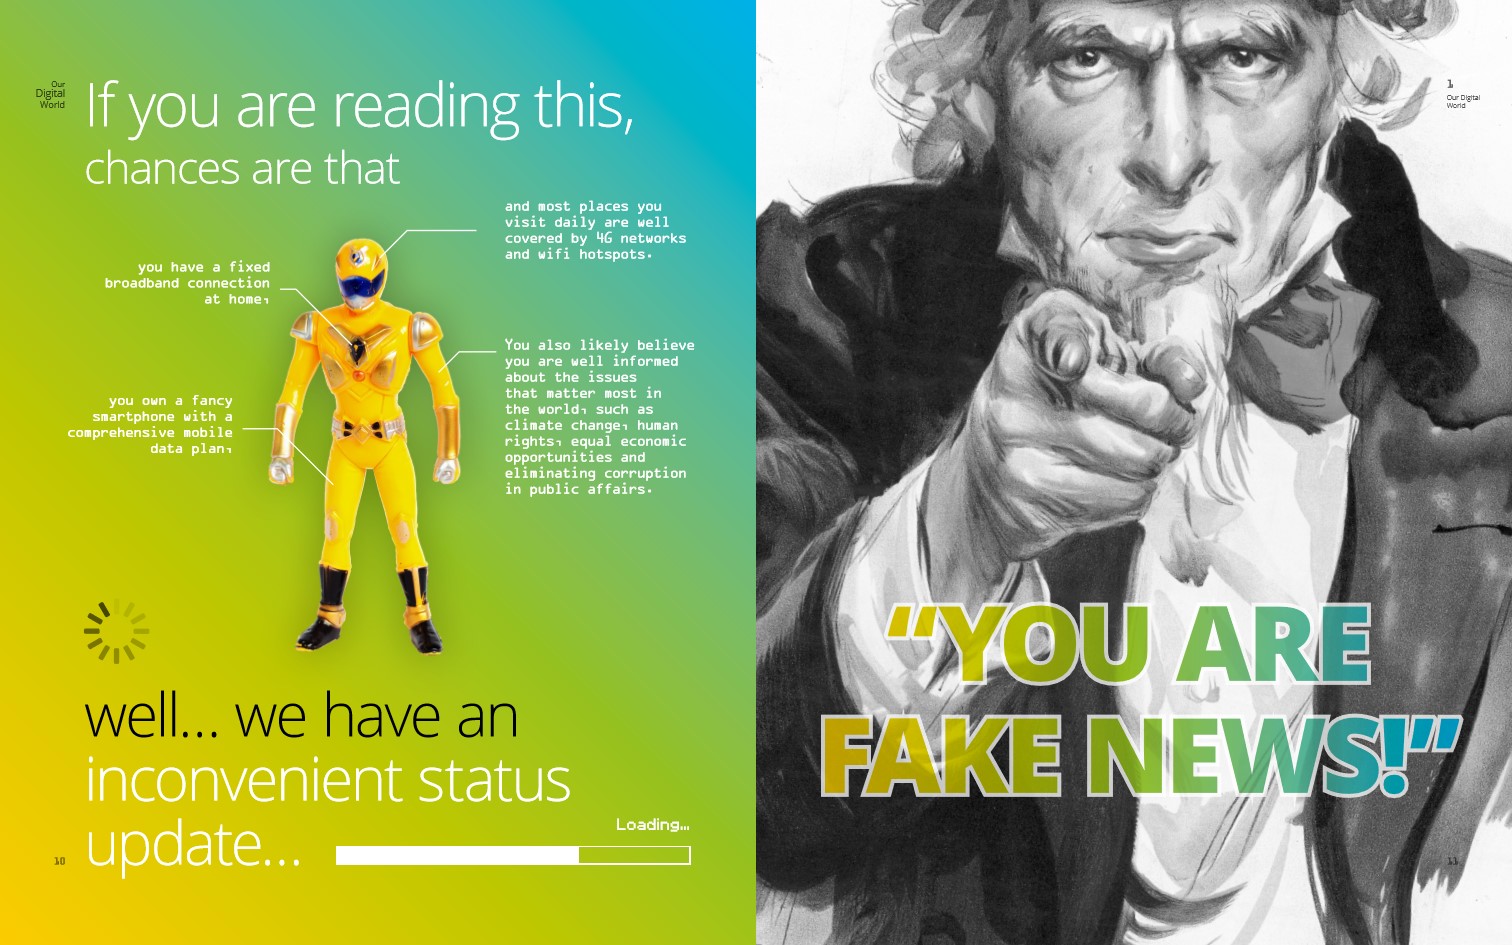 Our
Digital
World
If you are reading this,
chances are that
and most places you
visit daily are well
covered by 4G networks
and wifi hotspots.
you have a fixed
broadband connection
at home,
You also likely believe
you are well informed
about the issues
that matter most in
the world, such as
climate change, human
rights, equal economic
opportunities and
eliminating corruption
in public affairs.
you own a fancy
smartphone with a
comprehensive mobile
data plan,
well... we have an
inconvenient status
update...
Loading...
10
1
Our Digital
World
“YOU ARE
FAKE NEWS!”
11